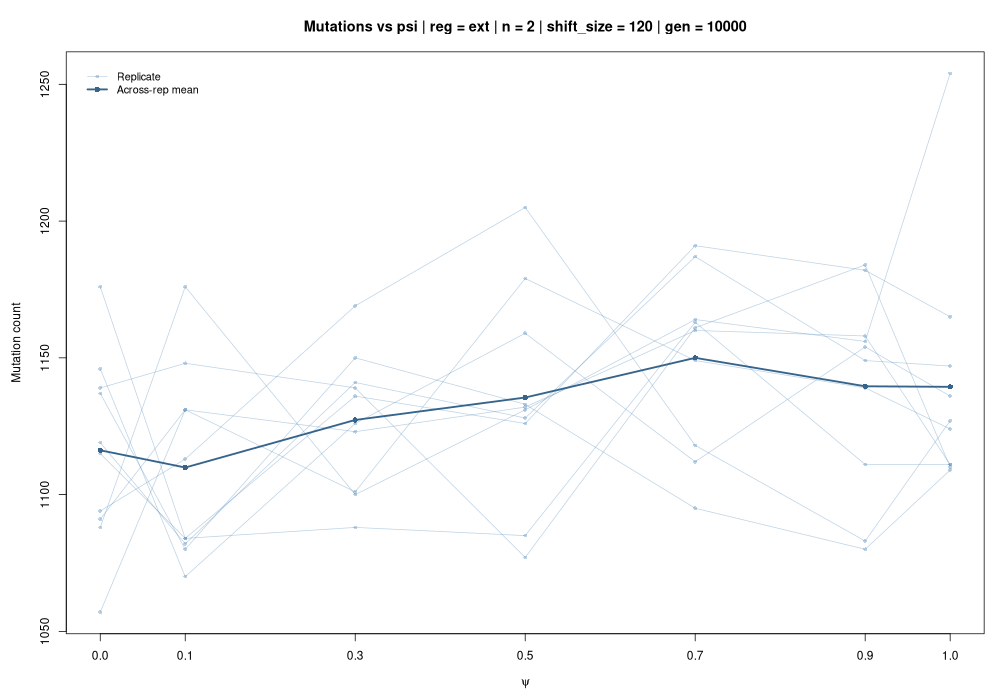 Mutations vs psi | reg = ext | n = 2 | shift_size = 120 | gen = 10000
Replicate
Across-rep mean
Mutation count
1250
1200
1150
1100
1050
0.0 0.1 0.3 0.5 0.7 0.9 1.0
ψ